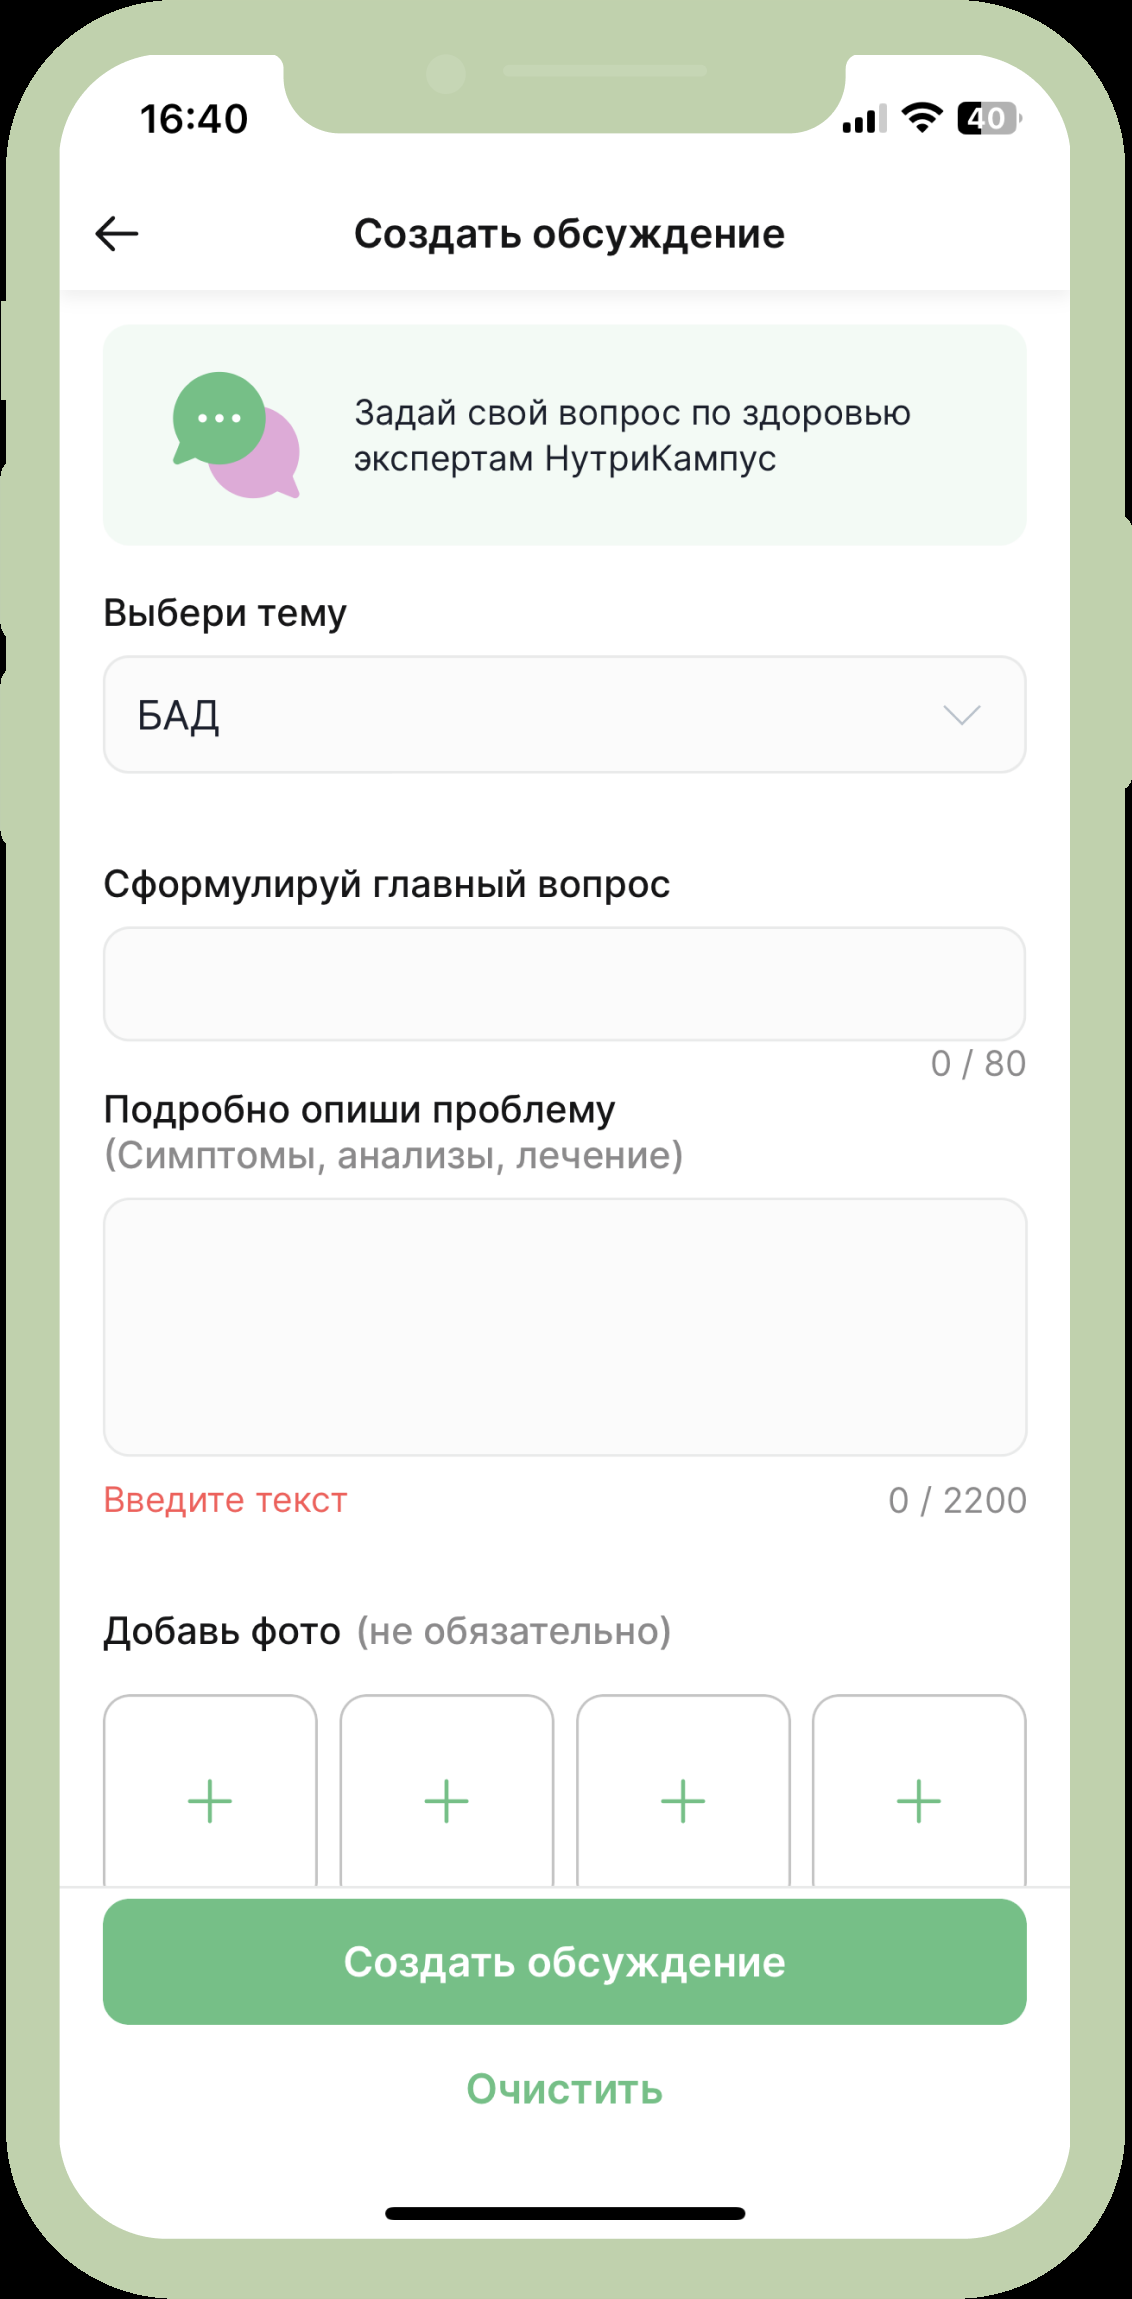 16:40
40
Создать обсуждение
Задай свой вопрос по здоровью
экспертам НутриКампус
Выбери тему
БАД
Сформулируй главный вопрос
0 / 80
Подробно опиши проблему
(Симптомы, анализы, лечение)
Введите текст 0 / 2200
Добавь фото (не обязательно)
Создать обсуждение
Очистить